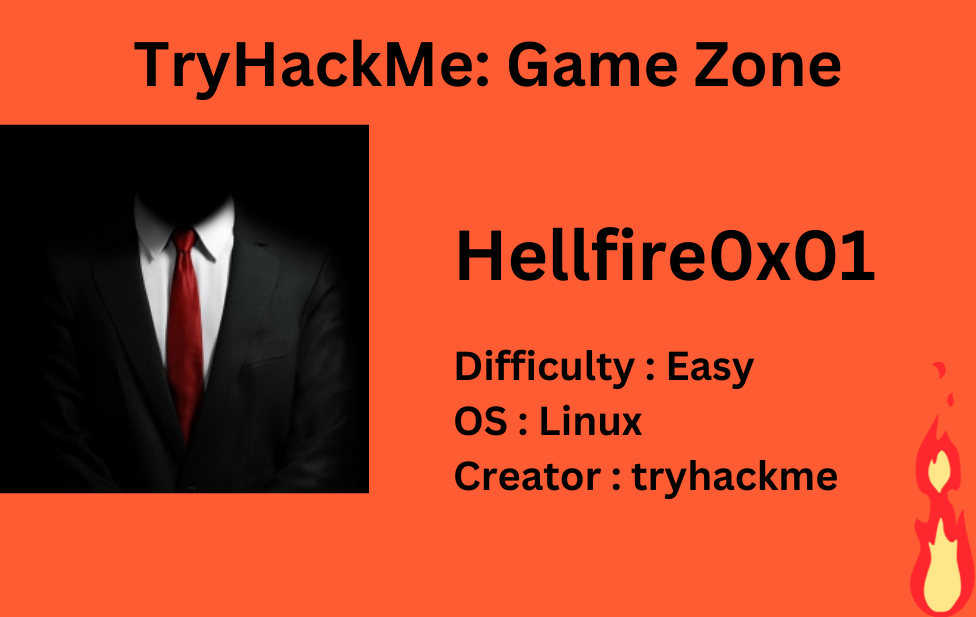 TryHackMe: Game Zone
Hellfire0x01
Difficulty : Easy
OS : Linux
Creator : tryhackme